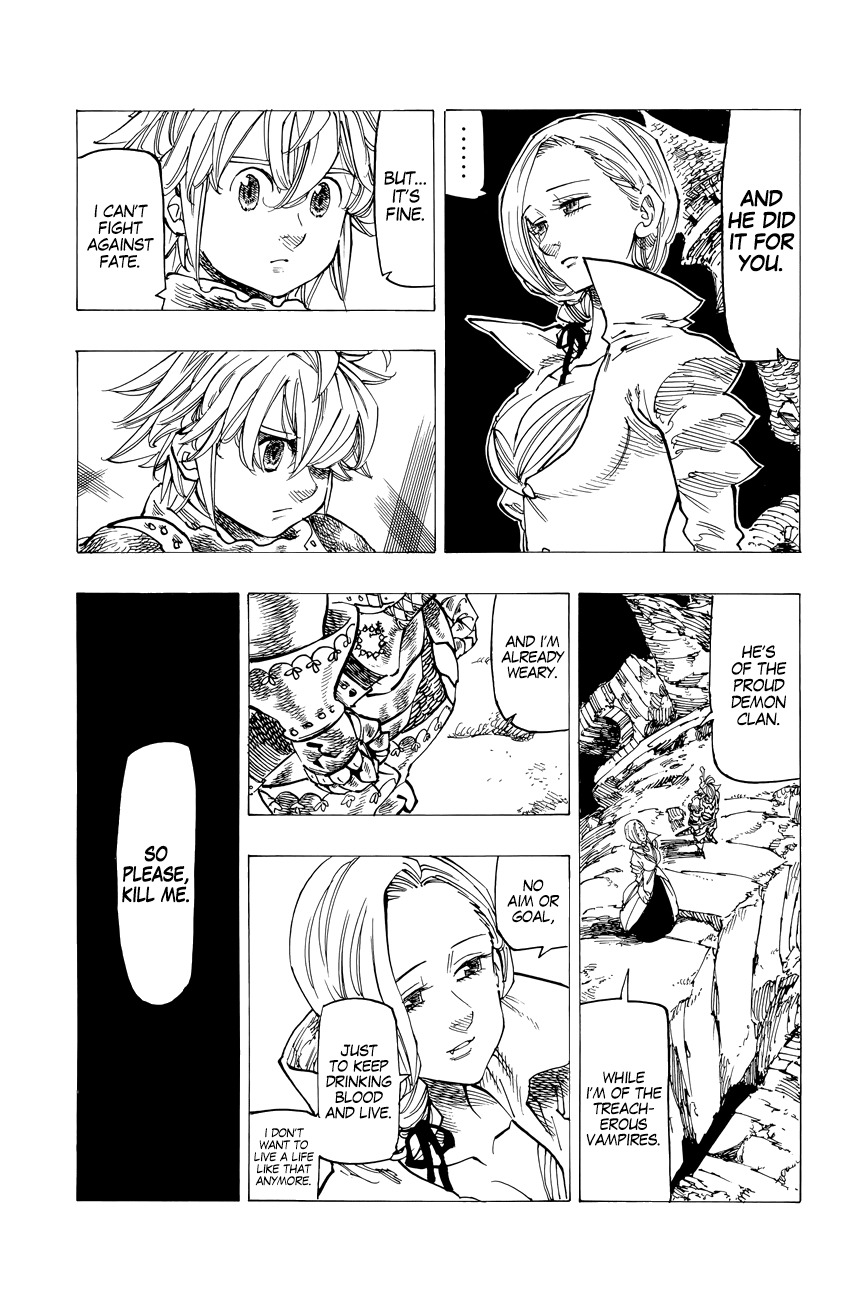 AND
HE DID
IT FOR
YOU.
......
BUT...
IT'S
FINE.
I CAN'T
FIGHT
AGAINST
FATE.
HE'S
OF THE
PROUD
DEMON
CLAN.
WHILE
I'M OF THE
TREACH-
EROUS
VAMPIRES.
AND I'M
ALREADY
WEARY.
NO
AIM OR
GOAL,
JUST
TO KEEP
DRINKING
BLOOD
AND LIVE.
I DON'T
WANT TO
LIVE A LIFE
LIKE THAT
ANYMORE.
SO
PLEASE,
KILL ME.